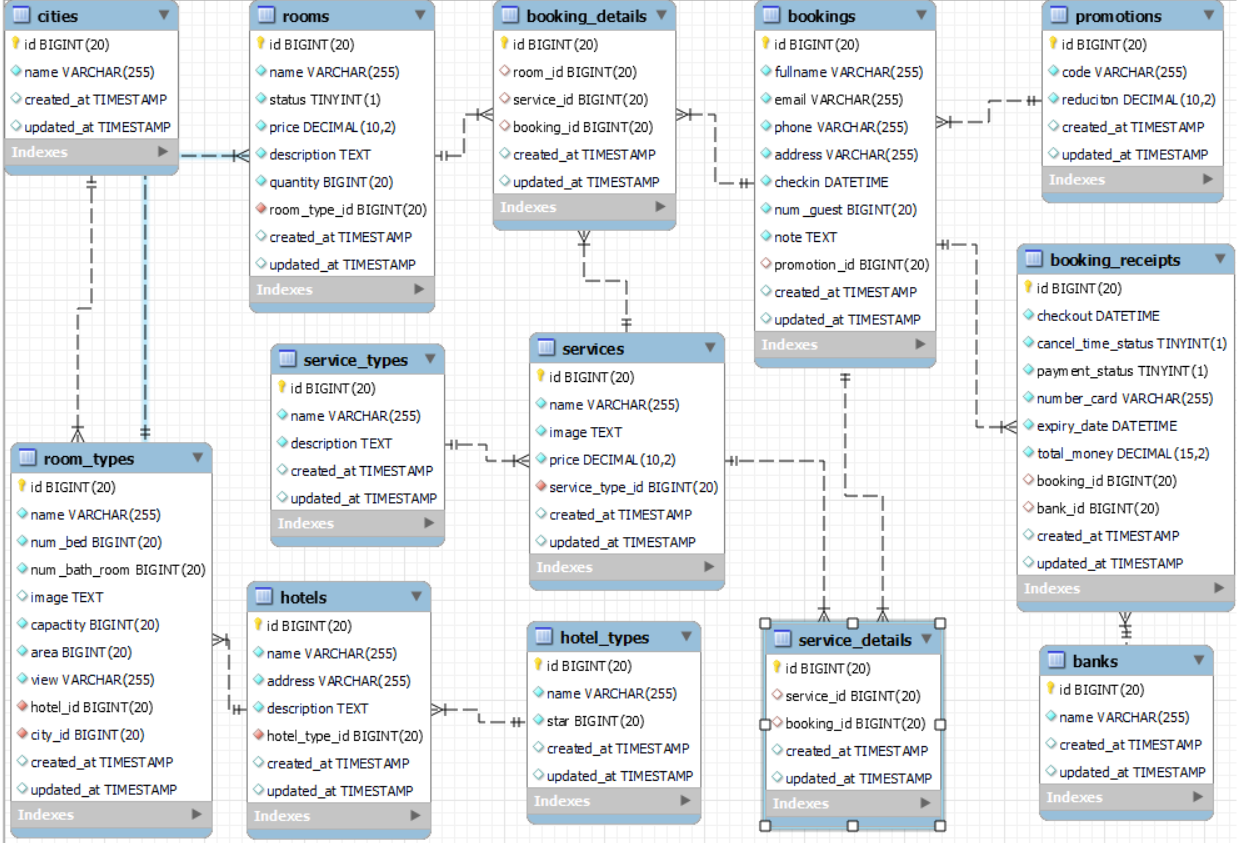 cities
id BIGINT(20)
name VARCHAR(255)
created_at TIMESTAMP
updated_at TIMESTAMP
Indexes
rooms
id BIGINT(20)
name VARCHAR(255)
status TINYINT(1)
price DECIMAL(10,2)
description TEXT
quantity BIGINT(20)
room_type_id BIGINT(20)
created_at TIMESTAMP
updated_at TIMESTAMP
Indexes
booking_details
id BIGINT(20)
room_id BIGINT(20)
service_id BIGINT(20)
booking_id BIGINT(20)
created_at TIMESTAMP
updated_at TIMESTAMP
Indexes
bookings
id BIGINT(20)
fullname VARCHAR(255)
email VARCHAR(255)
phone VARCHAR(255)
address VARCHAR(255)
checkin DATETIME
num_guest BIGINT(20)
note TEXT
promotion_id BIGINT(20)
created_at TIMESTAMP
updated_at TIMESTAMP
Indexes
promotions
id BIGINT(20)
code VARCHAR(255)
reduciton DECIMAL(10,2)
created_at TIMESTAMP
updated_at TIMESTAMP
Indexes
booking_receipts
id BIGINT(20)
checkout DATETIME
cancel_time_status TINYINT(1)
payment_status TINYINT(1)
number_card VARCHAR(255)
expiry_date DATETIME
total_money DECIMAL(15,2)
booking_id BIGINT(20)
bank_id BIGINT(20)
created_at TIMESTAMP
updated_at TIMESTAMP
Indexes
service_types
id BIGINT(20)
name VARCHAR(255)
description TEXT
created_at TIMESTAMP
updated_at TIMESTAMP
Indexes
services
id BIGINT(20)
name VARCHAR(255)
image TEXT
price DECIMAL(10,2)
service_type_id BIGINT(20)
created_at TIMESTAMP
updated_at TIMESTAMP
Indexes
room_types
id BIGINT(20)
name VARCHAR(255)
num_bed BIGINT(20)
num_bath_room BIGINT(20)
image TEXT
capactity BIGINT(20)
area BIGINT(20)
view VARCHAR(255)
hotel_id BIGINT(20)
city_id BIGINT(20)
created_at TIMESTAMP
updated_at TIMESTAMP
Indexes
hotels
id BIGINT(20)
name VARCHAR(255)
address VARCHAR(255)
description TEXT
hotel_type_id BIGINT(20)
created_at TIMESTAMP
updated_at TIMESTAMP
Indexes
hotel_types
id BIGINT(20)
name VARCHAR(255)
star BIGINT(20)
created_at TIMESTAMP
updated_at TIMESTAMP
Indexes
service_details
id BIGINT(20)
service_id BIGINT(20)
booking_id BIGINT(20)
created_at TIMESTAMP
updated_at TIMESTAMP
Indexes
banks
id BIGINT(20)
name VARCHAR(255)
created_at TIMESTAMP
updated_at TIMESTAMP
Indexes